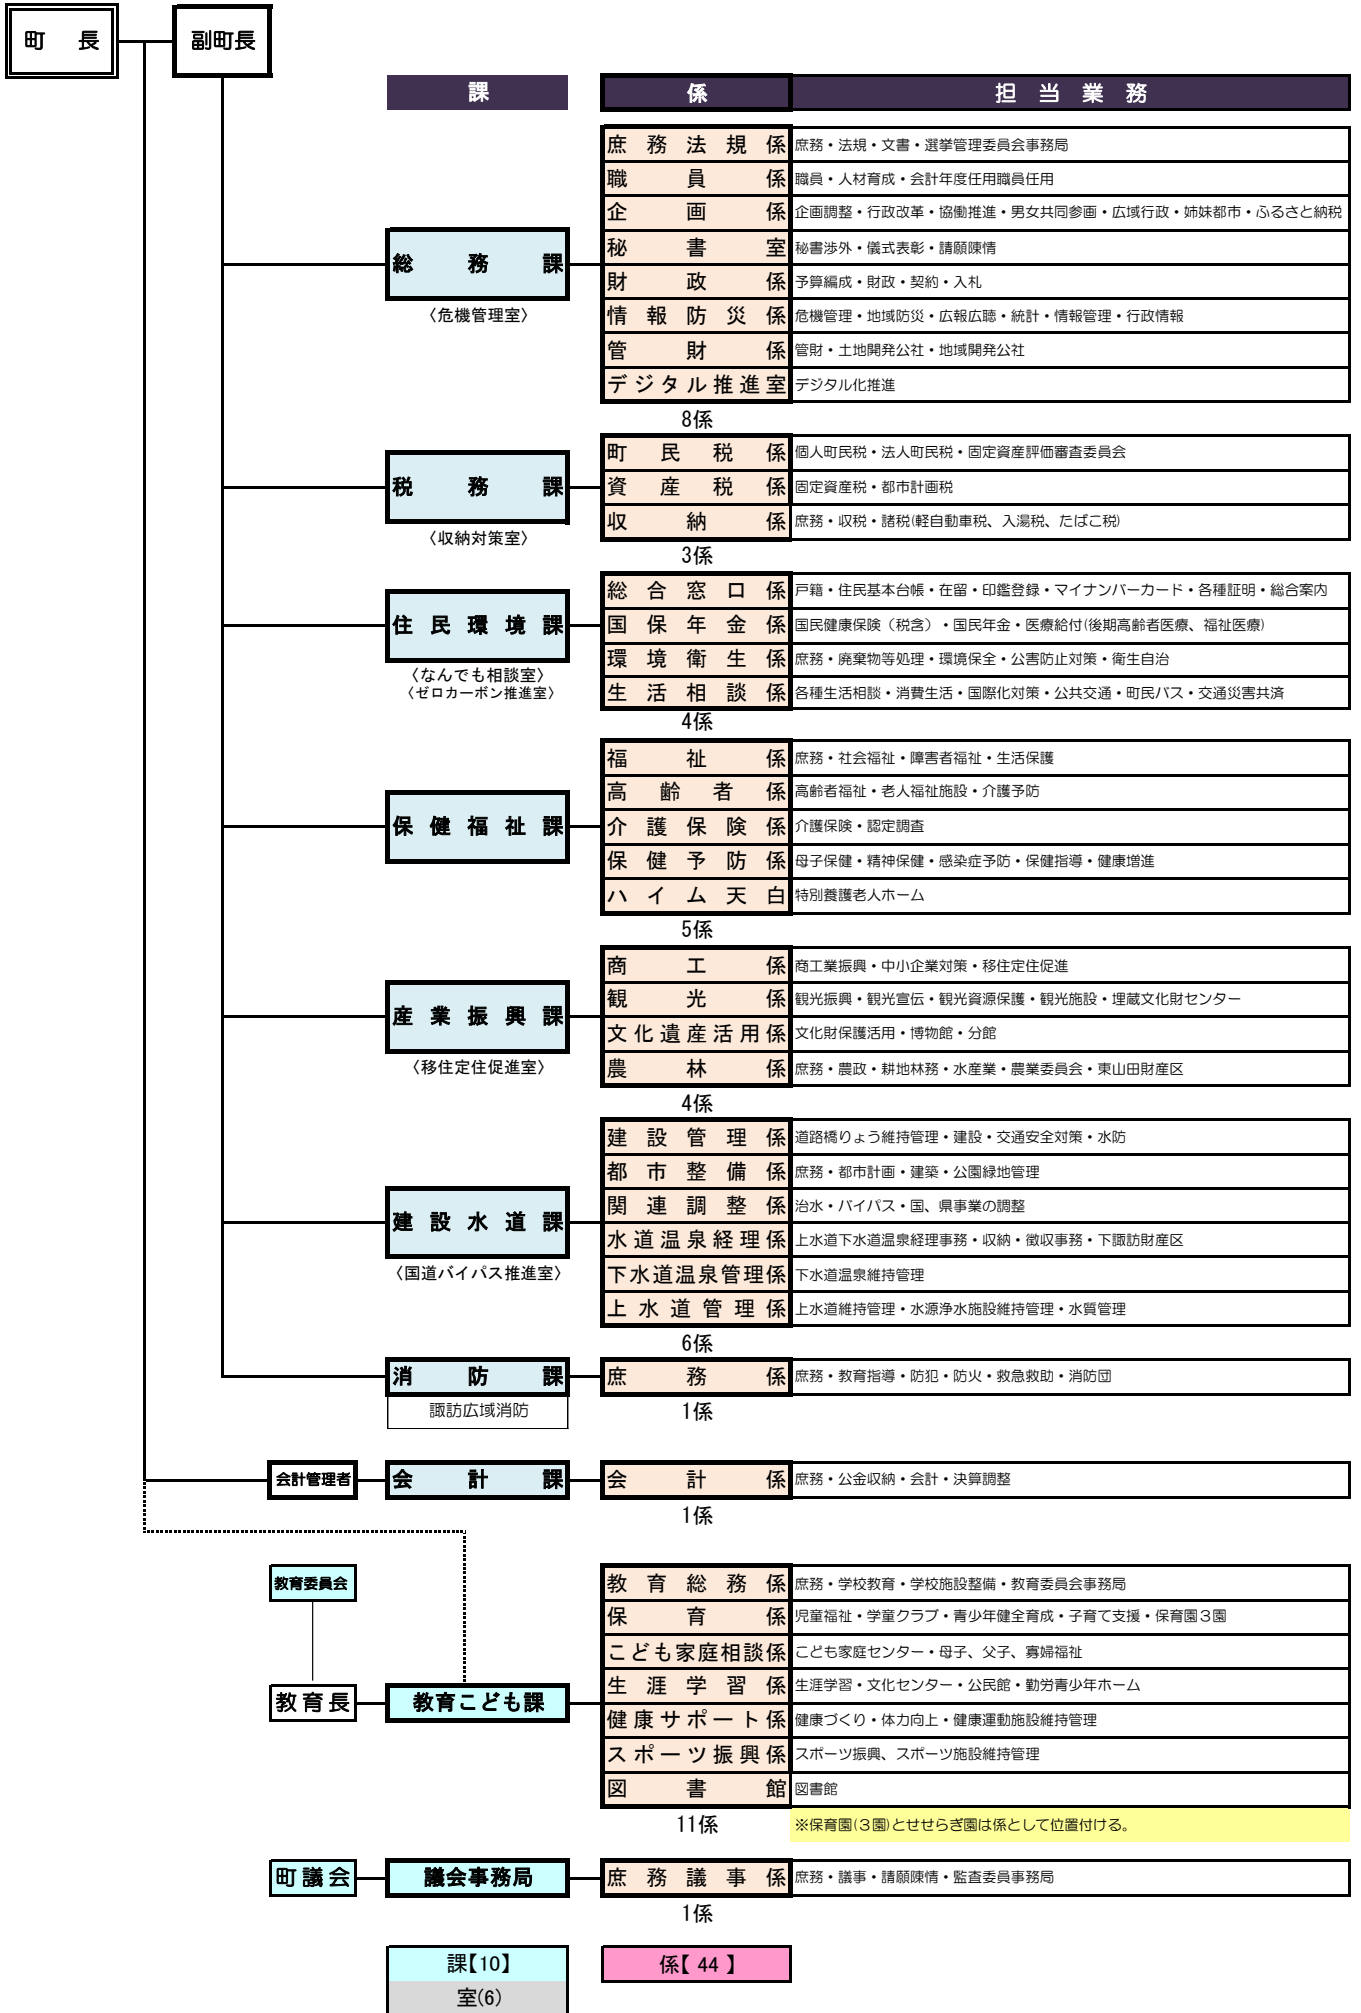 町長 副町長
課 係 担当業務
庶務法規係 庶務・法規・文書・選挙管理委員会事務局
職員係 職員・人材育成・会計年度任用職員任用
企画係 企画調整・行政改革・協働推進・男女共同参画・広域行政・姉妹都市・ふるさと納税
秘書室 秘書渉外・儀式表彰・請願陳情
総務課
財政係 予算編成・財政・契約・入札
〈危機管理室〉
情報防災係 危機管理・地域防災・広報広聴・統計・情報管理・行政情報
管財係 管財・土地開発公社・地域開発公社
デジタル推進室 デジタル化推進
8係
町民税係 個人町民税・法人町民税・固定資産評価審査委員会
税務課
資産税係 固定資産税・都市計画税
収納係 庶務・収税・諸税(軽自動車税、入湯税、たばこ税)
〈収納対策室〉
3係
総合窓口係 戸籍・住民基本台帳・在留・印鑑登録・マイナンバーカード・各種証明・総合案内
住民環境課
国保年金係 国民健康保険（税含）・国民年金・医療給付(後期高齢者医療、福祉医療)
環境衛生係 庶務・廃棄物等処理・環境保全・公害防止対策・衛生自治
〈なんでも相談室〉
〈ゼロカーボン推進室〉
生活相談係 各種生活相談・消費生活・国際化対策・公共交通・町民バス・交通災害共済
4係
福祉係 庶務・社会福祉・障害者福祉・生活保護
高齢者係 高齢者福祉・老人福祉施設・介護予防
保健福祉課
介護保険係 介護保険・認定調査
保健予防係 母子保健・精神保健・感染症予防・保健指導・健康増進
ハイム天白 特別養護老人ホーム
5係
商工係 商工業振興・中小企業対策・移住定住促進
観光係 観光振興・観光宣伝・観光資源保護・観光施設・埋蔵文化財センター
産業振興課
文化遺産活用係 文化財保護活用・博物館・分館
〈移住定住促進室〉
農林係 庶務・農政・耕地林務・水産業・農業委員会・東山田財産区
4係
建設管理係 道路橋りょう維持管理・建設・交通安全対策・水防
都市整備係 庶務・都市計画・建築・公園緑地管理
関連調整係 治水・バイパス・国、県事業の調整
建設水道課
水道温泉経理係 上水道下水道温泉経理事務・収納・徴収事務・下諏訪財産区
〈国道バイパス推進室〉
下水道温泉管理係 下水道温泉維持管理
上水道管理係 上水道維持管理・水源浄水施設維持管理・水質管理
6係
消防課 庶務係 庶務・教育指導・防犯・防火・救急救助・消防団
諏訪広域消防
1係
会計管理者 会計課 会計係 庶務・公金収納・会計・決算調整
1係
教育委員会
教育総務係 庶務・学校教育・学校施設整備・教育委員会事務局
保育係 児童福祉・学童クラブ・青少年健全育成・子育て支援・保育園３園
こども家庭相談係 こども家庭センター・母子、父子、寡婦福祉
生涯学習係 生涯学習・文化センター・公民館・勤労青少年ホーム
教育長 教育こども課
健康サポート係 健康づくり・体力向上・健康運動施設維持管理
スポーツ振興係 スポーツ振興、スポーツ施設維持管理
図書館 図書館
11係
※保育園(３園)とせせらぎ園は係として位置付ける。
町議会 議会事務局 庶務議事係 庶務・議事・請願陳情・監査委員事務局
1係
課【10】 係【 44 】
室(6)